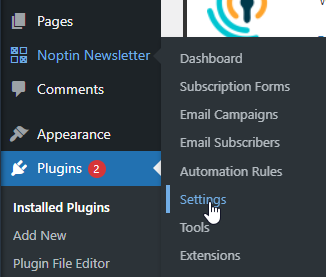 Pages
Noptin Newsletter
Comments
Appearance
Plugins 2
Installed Plugins
Add New
Plugin File Editor
Dashboard
Subscription Forms
Email Campaigns
Email Subscribers
Automation Rules
Settings
Tools
Extensions